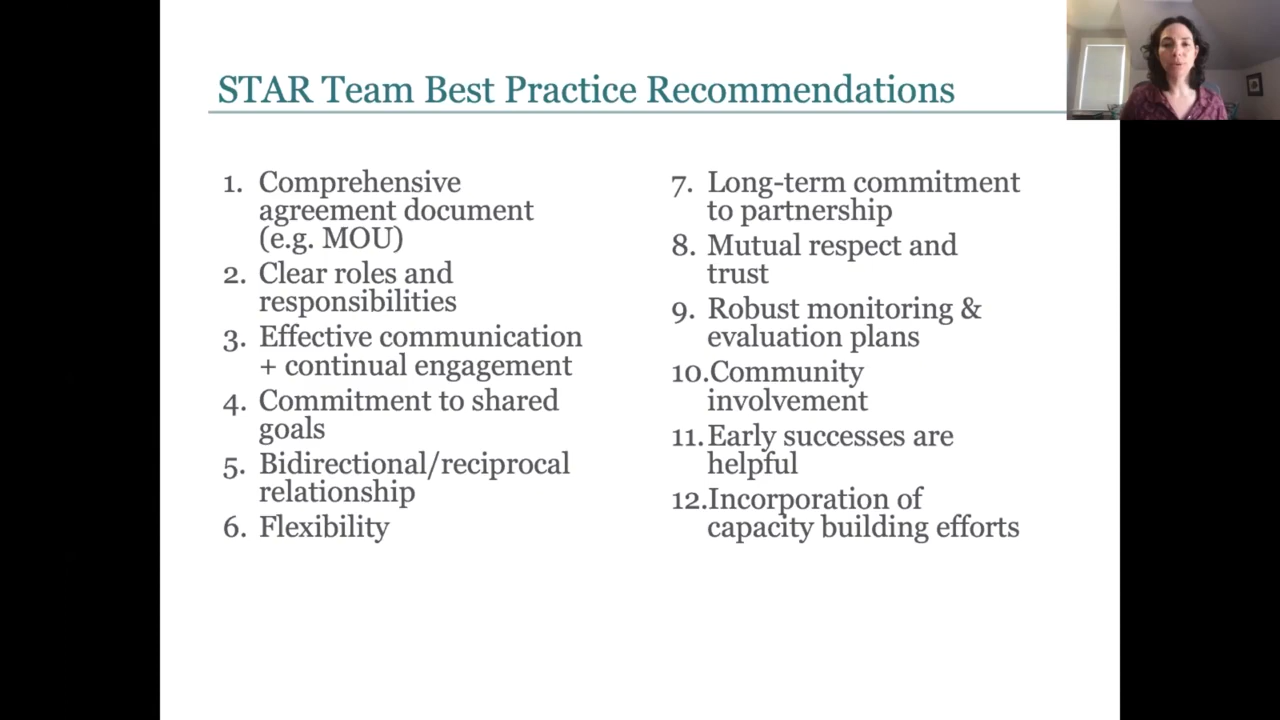 STAR Team Best Practice Recommendations
1. Comprehensive
agreement document
(e.g. MOU)
2. Clear roles and
responsibilities
3. Effective communication
+ continual engagement
4. Commitment to shared
goals
5. Bidirectional/reciprocal
relationship
6. Flexibility
7. Long-term commitment
to partnership
8. Mutual respect and
trust
9. Robust monitoring &
evaluation plans
10.Community
involvement
11.Early successes are
helpful
12.Incorporation of
capacity building efforts